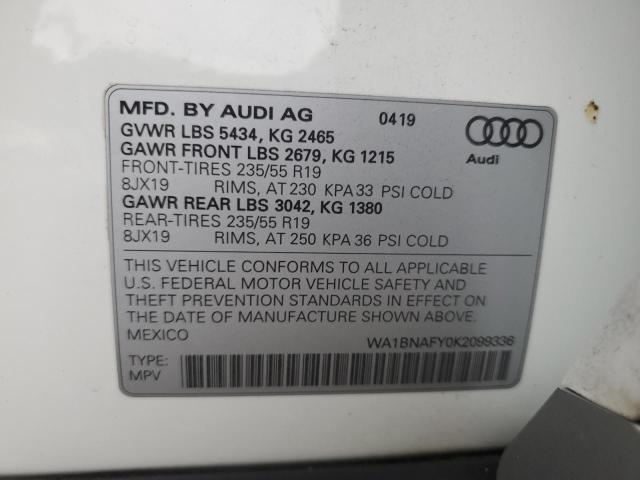 MFD. BY AUDI AG 0419
GVWR LBS 5434, KG 2465
GAWR FRONT LBS 2679, KG 1215
FRONT-TIRES 235/55 R19
8JX19 RIMS, AT 230 KPA 33 PSI COLD
GAWR REAR LBS 3042, KG 1380
REAR-TIRES 235/55 R19
8JX19 RIMS, AT 250 KPA 36 PSI COLD
Audi
THIS VEHICLE CONFORMS TO ALL APPLICABLE
U.S. FEDERAL MOTOR VEHICLE SAFETY AND
THEFT PREVENTION STANDARDS IN EFFECT ON
THE DATE OF MANUFACTURE SHOWN ABOVE.
MEXICO WA1BNAFY0K2099336
TYPE:
MPV